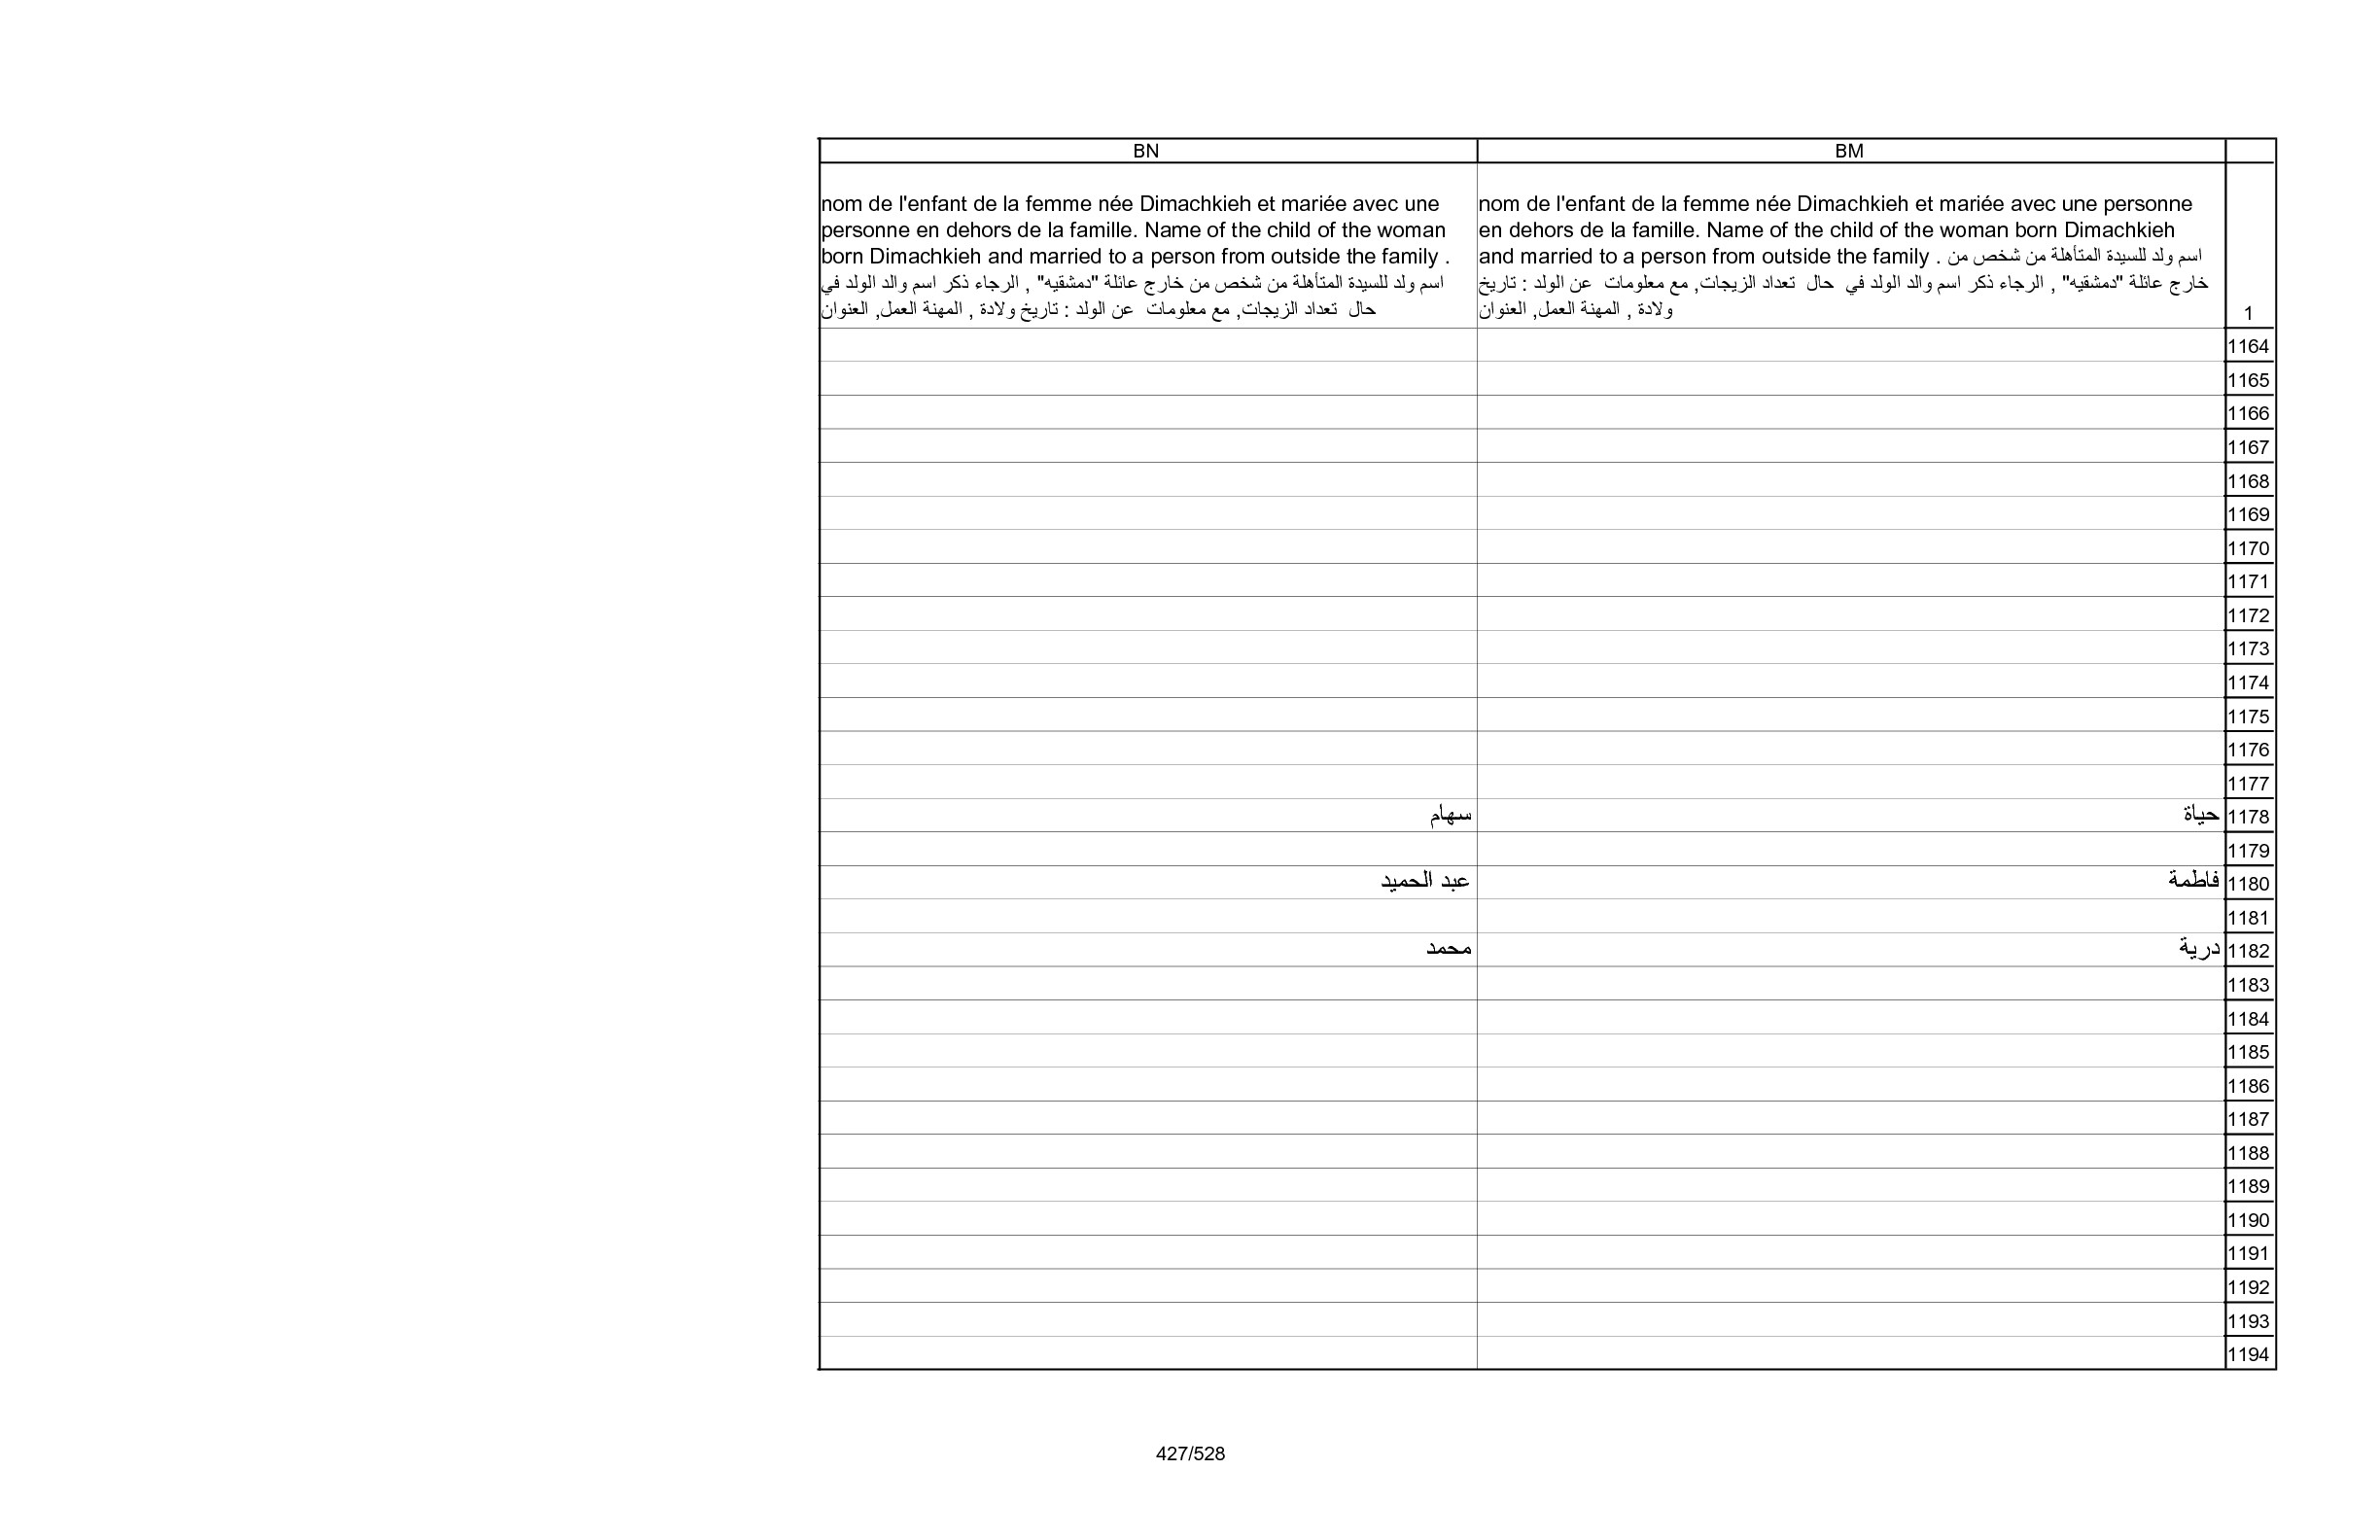 BN BM
nom de l'enfant de la femme née Dimachkieh et mariée avec une
personne en dehors de la famille. Name of the child of the woman
born Dimachkieh and married to a person from outside the family .
اسم ولد للسيدة المتأهلة من شخص من خارج عائلة "دمشقيه" , الرجاء ذكر اسم والد الولد في
حال تعداد الزيجات, مع معلومات عن الولد : تاريخ ولادة , المهنة العمل, العنوان
nom de l'enfant de la femme née Dimachkieh et mariée avec une personne
en dehors de la famille. Name of the child of the woman born Dimachkieh
and married to a person from outside the family . اسم ولد للسيدة المتأهلة من شخص من
خارج عائلة "دمشقيه" , الرجاء ذكر اسم والد الولد في حال تعداد الزيجات, مع معلومات عن الولد : تاريخ
ولادة , المهنة العمل, العنوان
1
1164
1165
1166
1167
1168
1169
1170
1171
1172
1173
1174
1175
1176
1177
1178 حياة سهام
1179
1180 فاطمة عبد الحميد
1181
1182 درية محمد
1183
1184
1185
1186
1187
1188
1189
1190
1191
1192
1193
1194
427/528